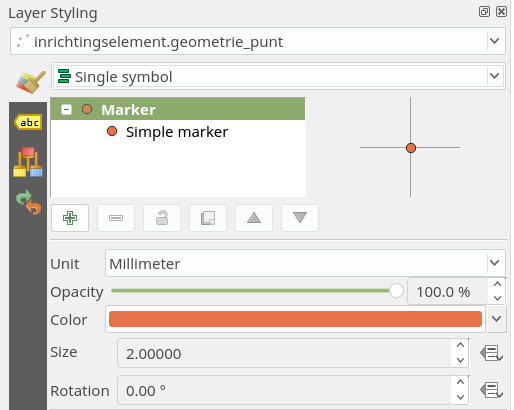 Layer Styling
inrichtingselement.geometrie_punt
Single symbol
abc
Marker
Simple marker
Unit Millimeter
Opacity 100.0 %
Color
Size 2.00000
Rotation 0.00 °